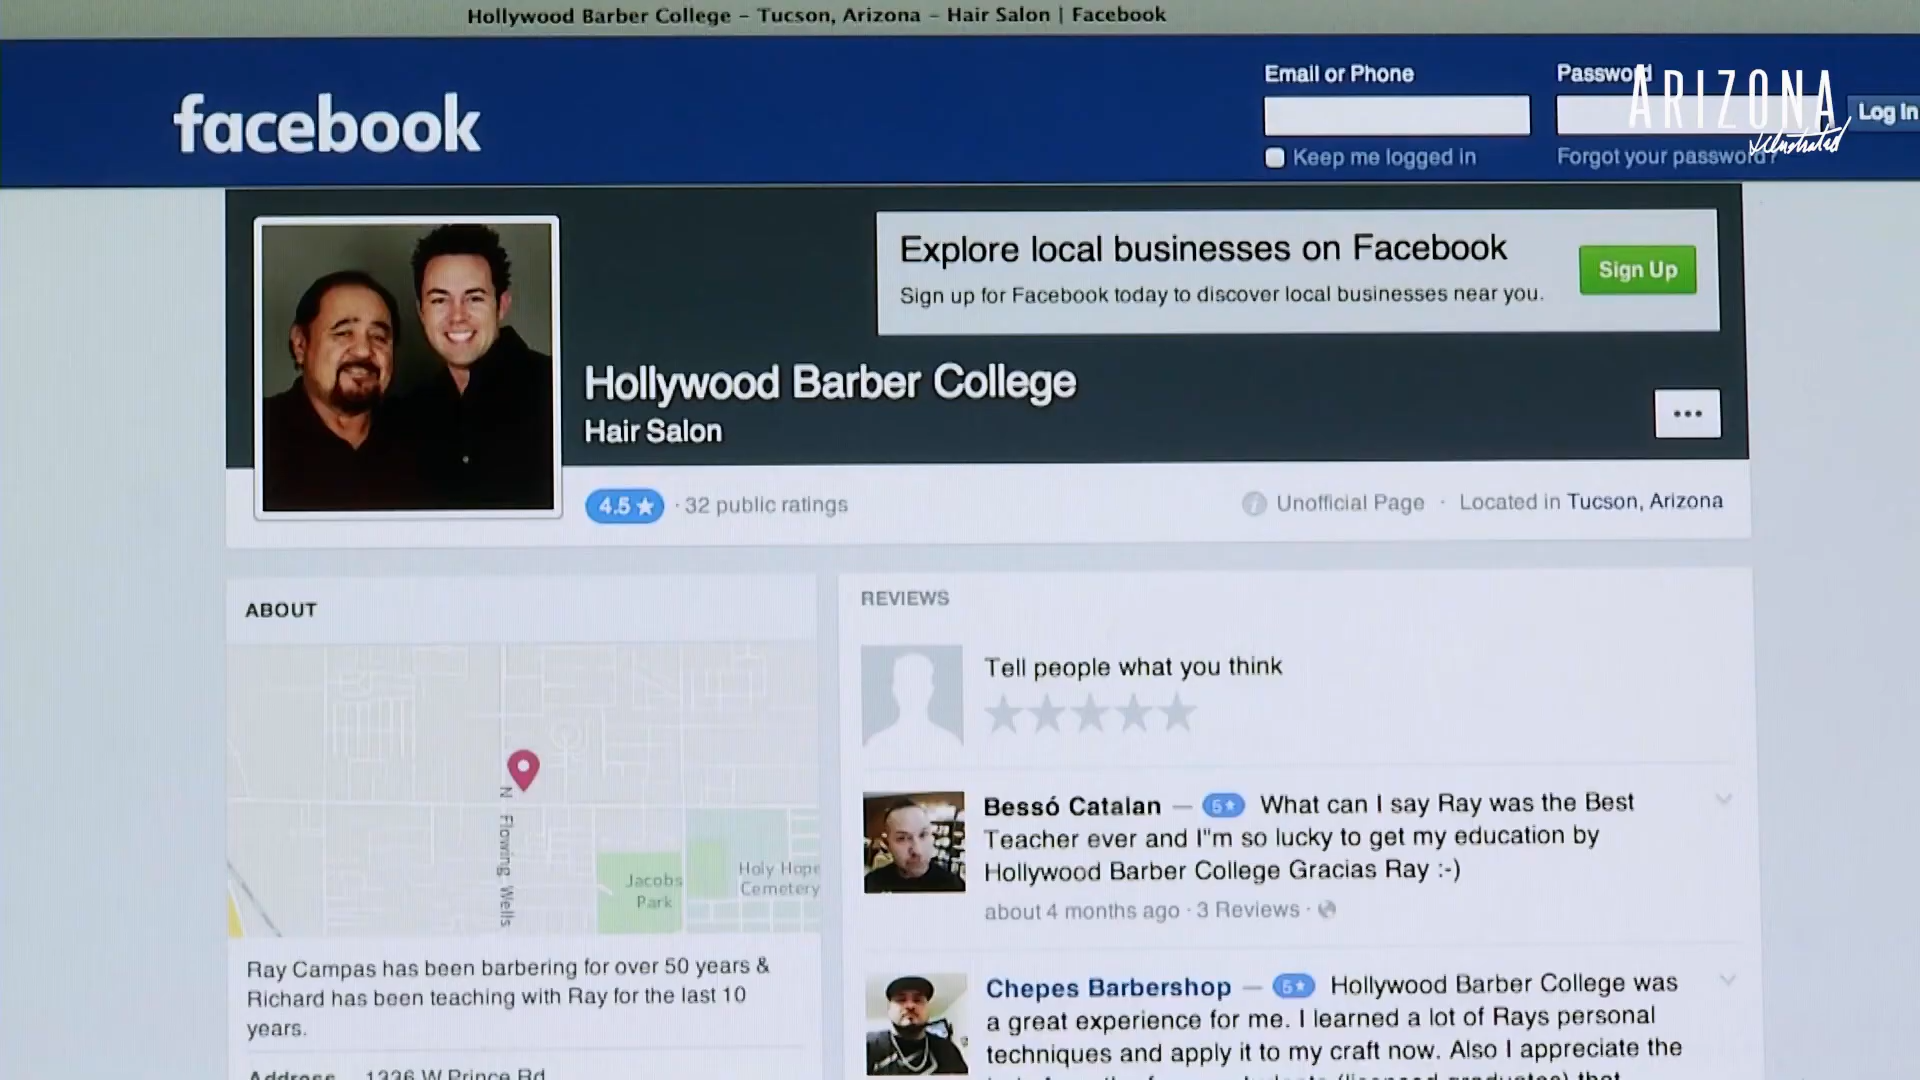 Hollywood Barber College – Tucson, Arizona – Hair Salon | Facebook
facebook
Email or Phone
Password
ARIZONA
Illustrated
Log In
Keep me logged in
Forgot your password?
Explore local businesses on Facebook
Sign up for Facebook today to discover local businesses near you.
Sign Up
Hollywood Barber College
Hair Salon
4.5 ★ · 32 public ratings
Unofficial Page · Located in Tucson, Arizona
ABOUT
N Flowing Wells
Jacobs
Park
Holy Hope
Cemetery
Ray Campas has been barbering for over 50 years &
Richard has been teaching with Ray for the last 10
years.
Address 1336 W Prince Rd
REVIEWS
Tell people what you think
Bessó Catalan — 5★ What can I say Ray was the Best
Teacher ever and I"m so lucky to get my education by
Hollywood Barber College Gracias Ray :-)
about 4 months ago · 3 Reviews ·
Chepes Barbershop — 5★ Hollywood Barber College was
a great experience for me. I learned a lot of Rays personal
techniques and apply it to my craft now. Also I appreciate the